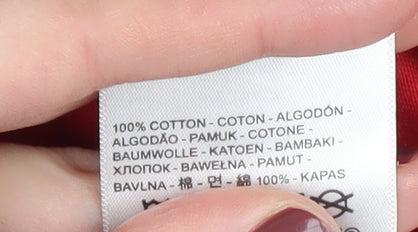 100% COTTON - COTON - ALGODÓN -
ALGODÃO - PAMUK - COTONE -
BAUMWOLLE - KATOEN - BAMBAKI -
ХЛОПОК - BAWEŁNA - PAMUT -
BAVLNA - 棉 - 면 - 綿 100% - KAPAS